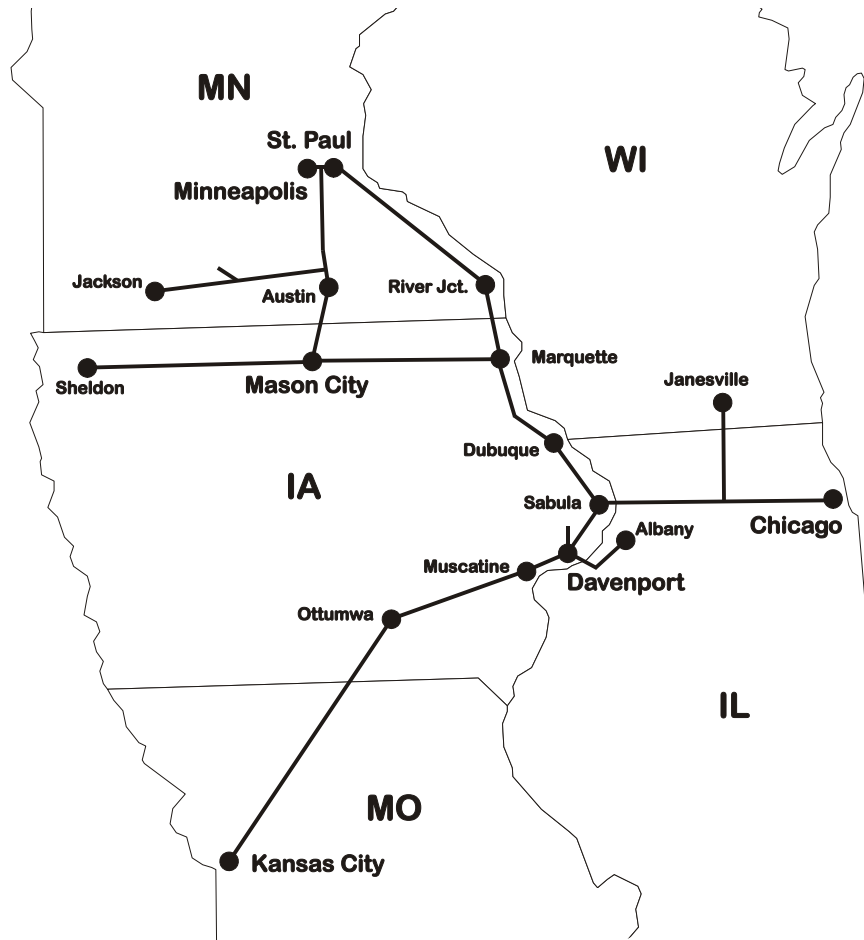 MN
St. Paul
WI
Minneapolis
Jackson
Austin
River Jct.
Marquette
Sheldon
Mason City
Janesville
Dubuque
IA
Sabula
Albany
Chicago
Muscatine
Davenport
Ottumwa
IL
MO
Kansas City